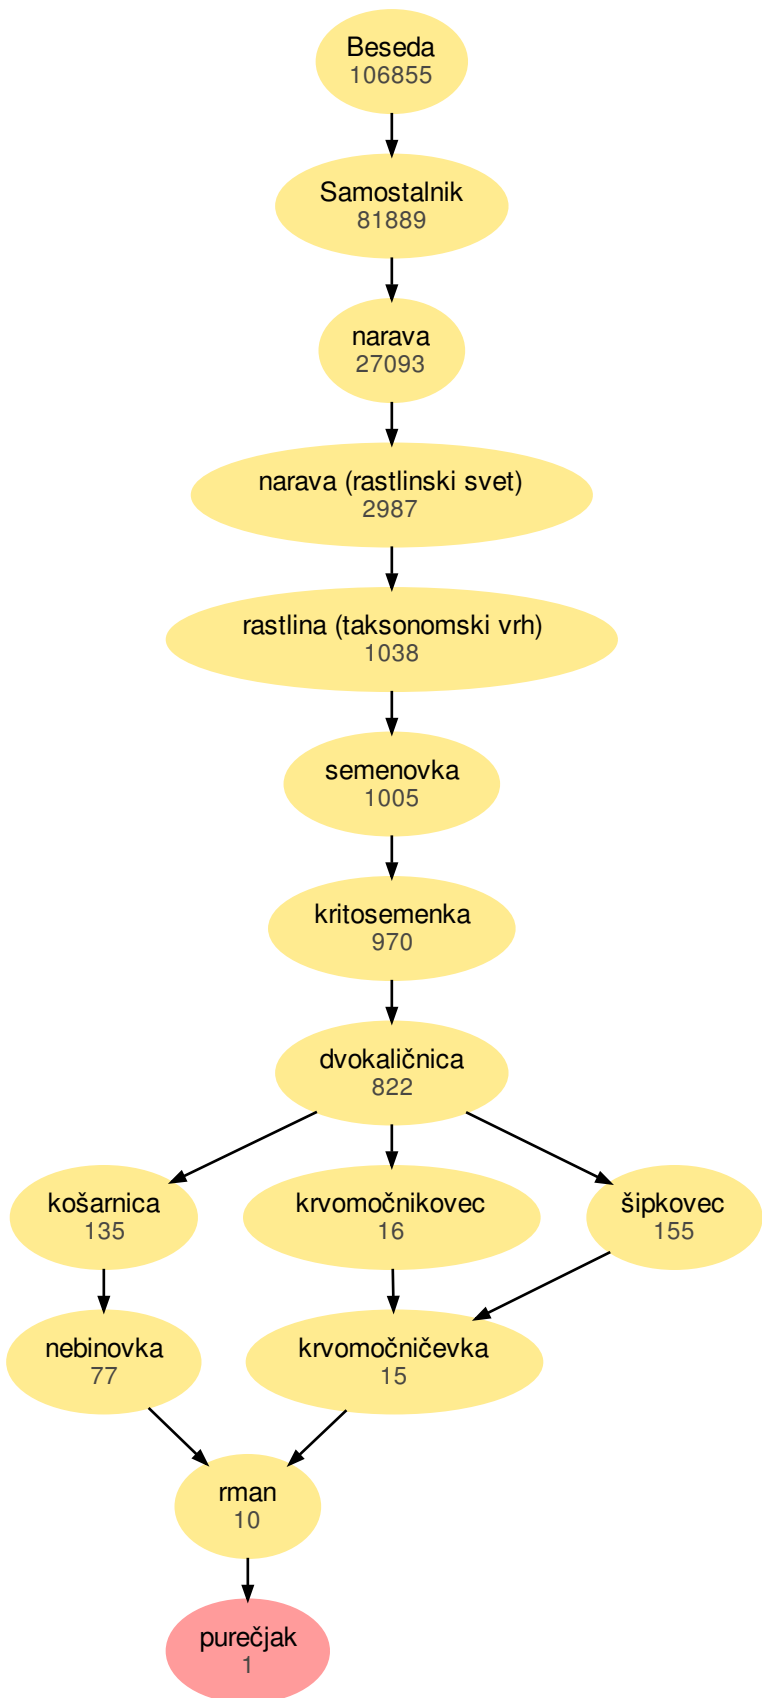 Beseda
106855
Samostalnik
81889
narava
27093
narava (rastlinski svet)
2987
rastlina (taksonomski vrh)
1038
semenovka
1005
kritosemenka
970
dvokaličnica
822
košarnica
135
krvomočnikovec
16
šipkovec
155
nebinovka
77
krvomočničevka
15
rman
10
purečjak
1